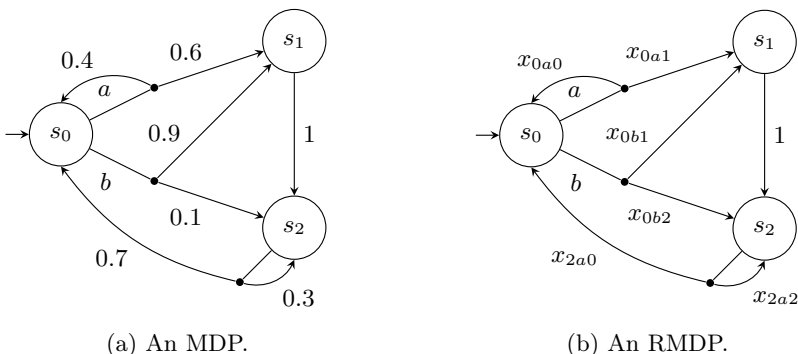 s₁
0.4
0.6
a
s₀
0.9
1
b
0.1
s₂
0.7
0.3
(a) An MDP.
s₁
x₀ₐ₀
x₀ₐ₁
a
s₀
x₀b₁
1
b
x₀b₂
s₂
x₂ₐ₀
x₂ₐ₂
(b) An RMDP.